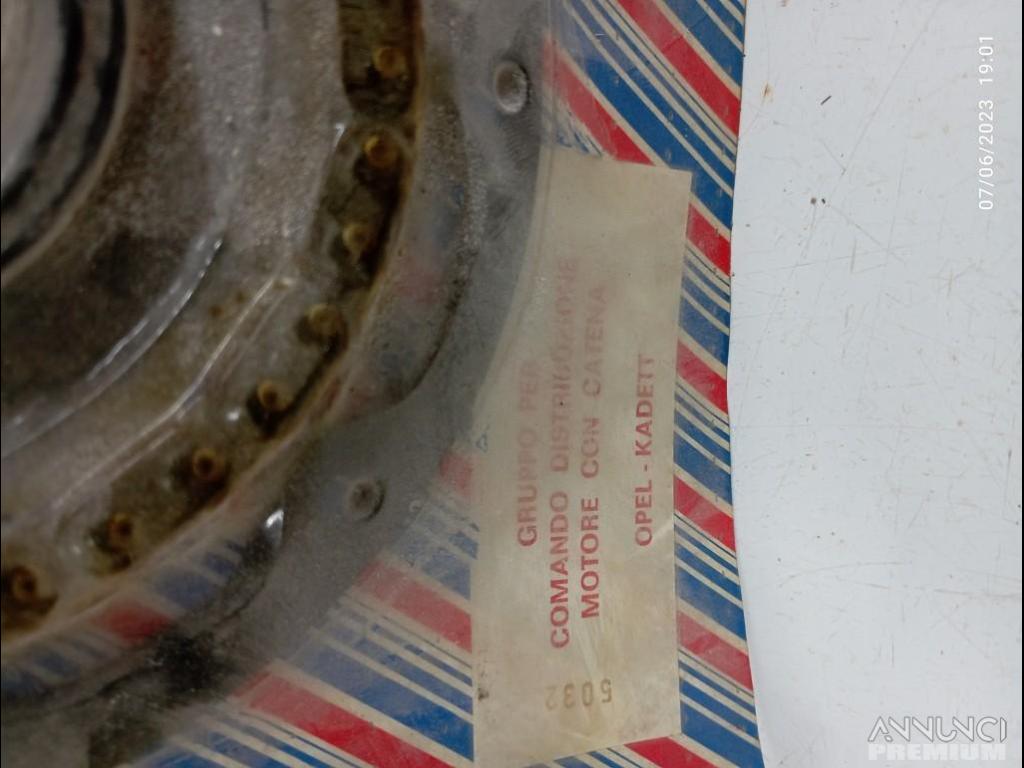 GRUPPO PER
COMANDO DISTRIBUZIONE
MOTORE CON CATENA
OPEL - KADETT
5032
07/06/2023 19:01
ANNUNCI
PREMIUM